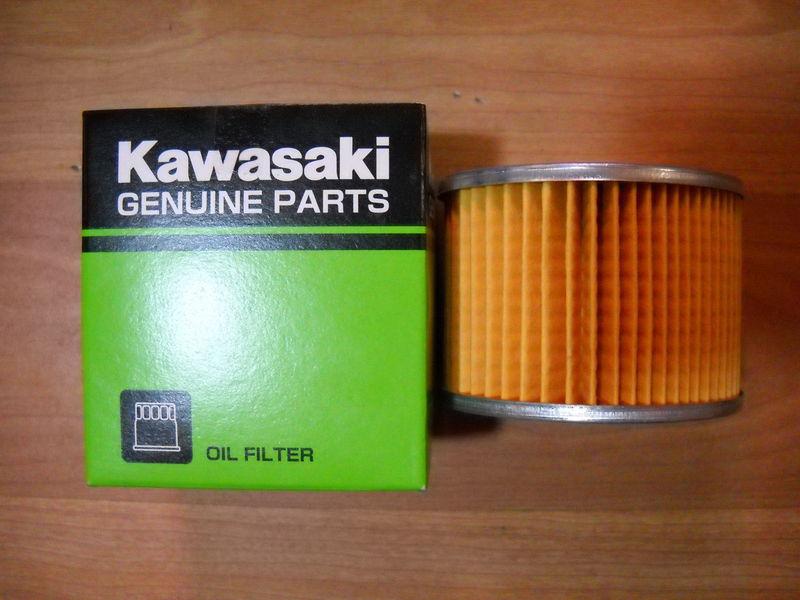 Kawasaki
GENUINE PARTS
OIL FILTER